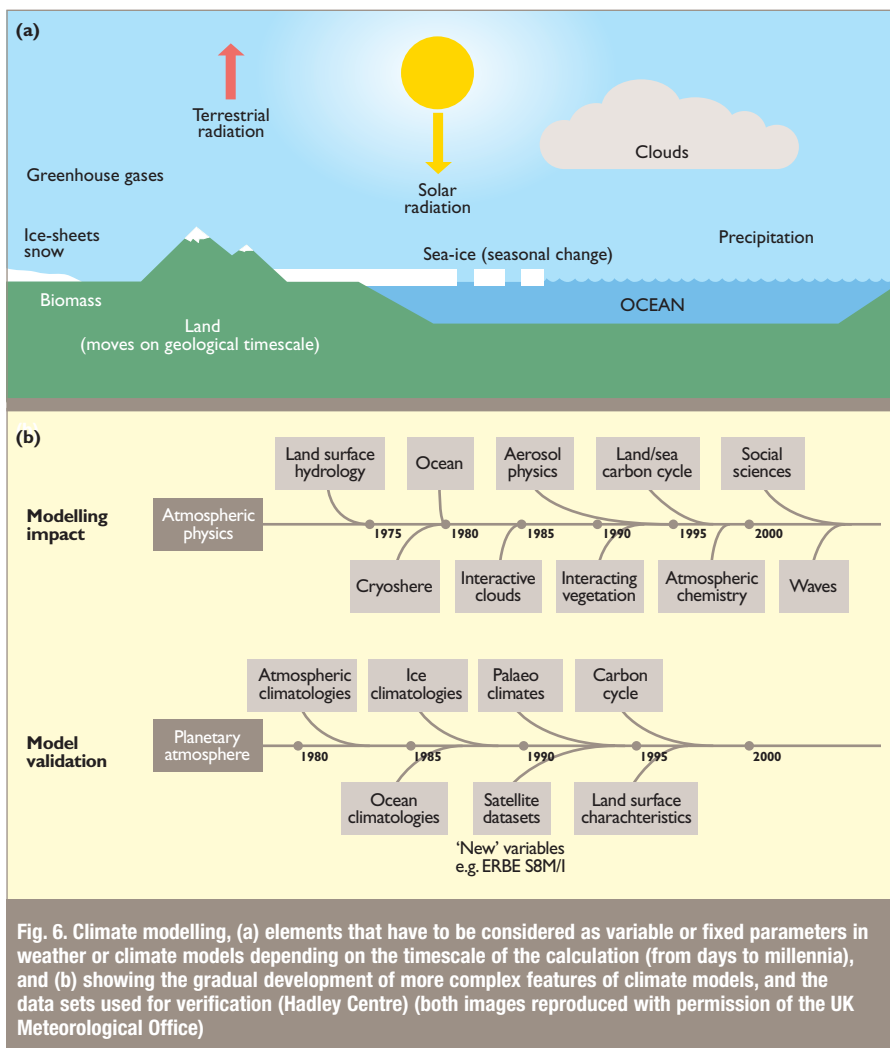 (a)
Terrestrial
radiation
Clouds
Greenhouse gases
Solar
radiation
Ice-sheets
snow
Precipitation
Sea-ice (seasonal change)
Biomass
OCEAN
Land
(moves on geological timescale)
(b)
Land surface
hydrology
Ocean
Aerosol
physics
Land/sea
carbon cycle
Social
sciences
Modelling
impact
Atmospheric
physics
1975
1980
1985
1990
1995
2000
Cryoshere
Interactive
clouds
Interacting
vegetation
Atmospheric
chemistry
Waves
Atmospheric
climatologies
Ice
climatologies
Palaeo
climates
Carbon
cycle
Model
validation
Planetary
atmosphere
1980
1985
1990
1995
2000
Ocean
climatologies
Satellite
datasets
Land surface
charachteristics
'New' variables
e.g. ERBE S8M/I
Fig. 6. Climate modelling, (a) elements that have to be considered as variable or fixed parameters in
weather or climate models depending on the timescale of the calculation (from days to millennia),
and (b) showing the gradual development of more complex features of climate models, and the
data sets used for verification (Hadley Centre) (both images reproduced with permission of the UK
Meteorological Office)